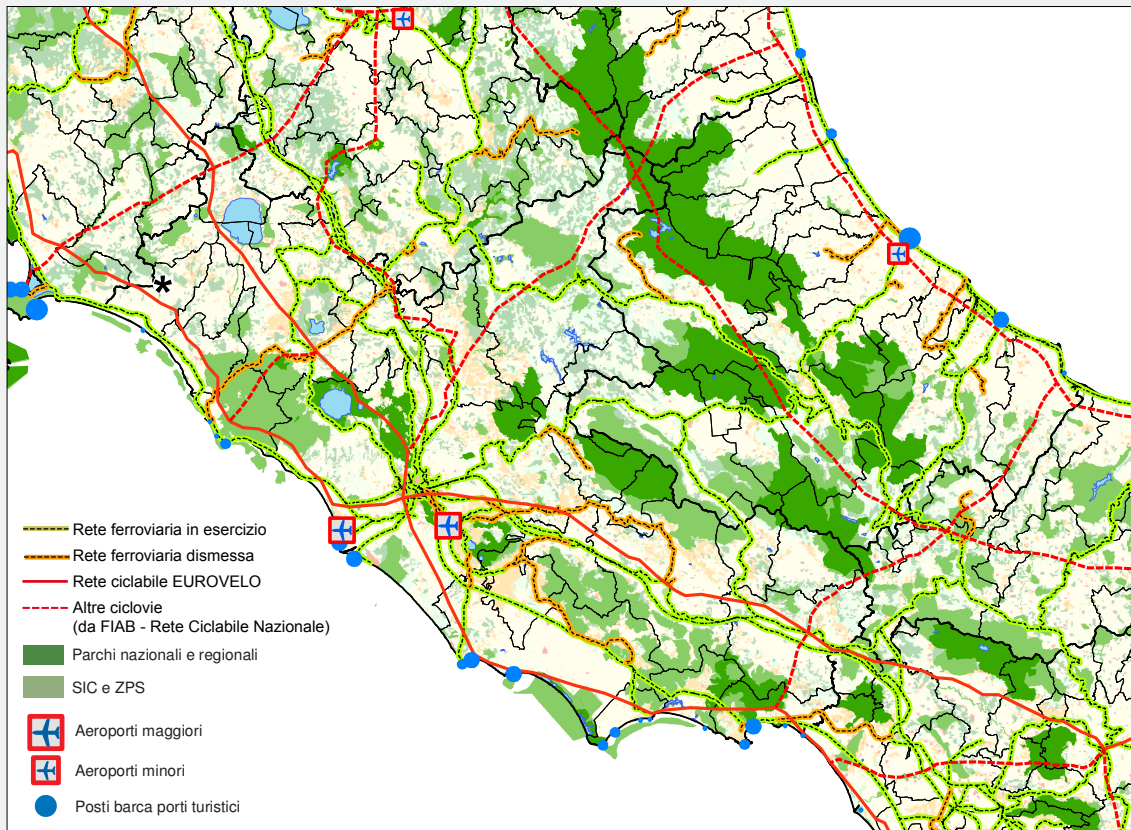 Rete ferroviaria in esercizio
Rete ferroviaria dismessa
Rete ciclabile EUROVELO
Altre ciclovie
(da FIAB - Rete Ciclabile Nazionale)
Parchi nazionali e regionali
SIC e ZPS
Aeroporti maggiori
Aeroporti minori
Posti barca porti turistici
*